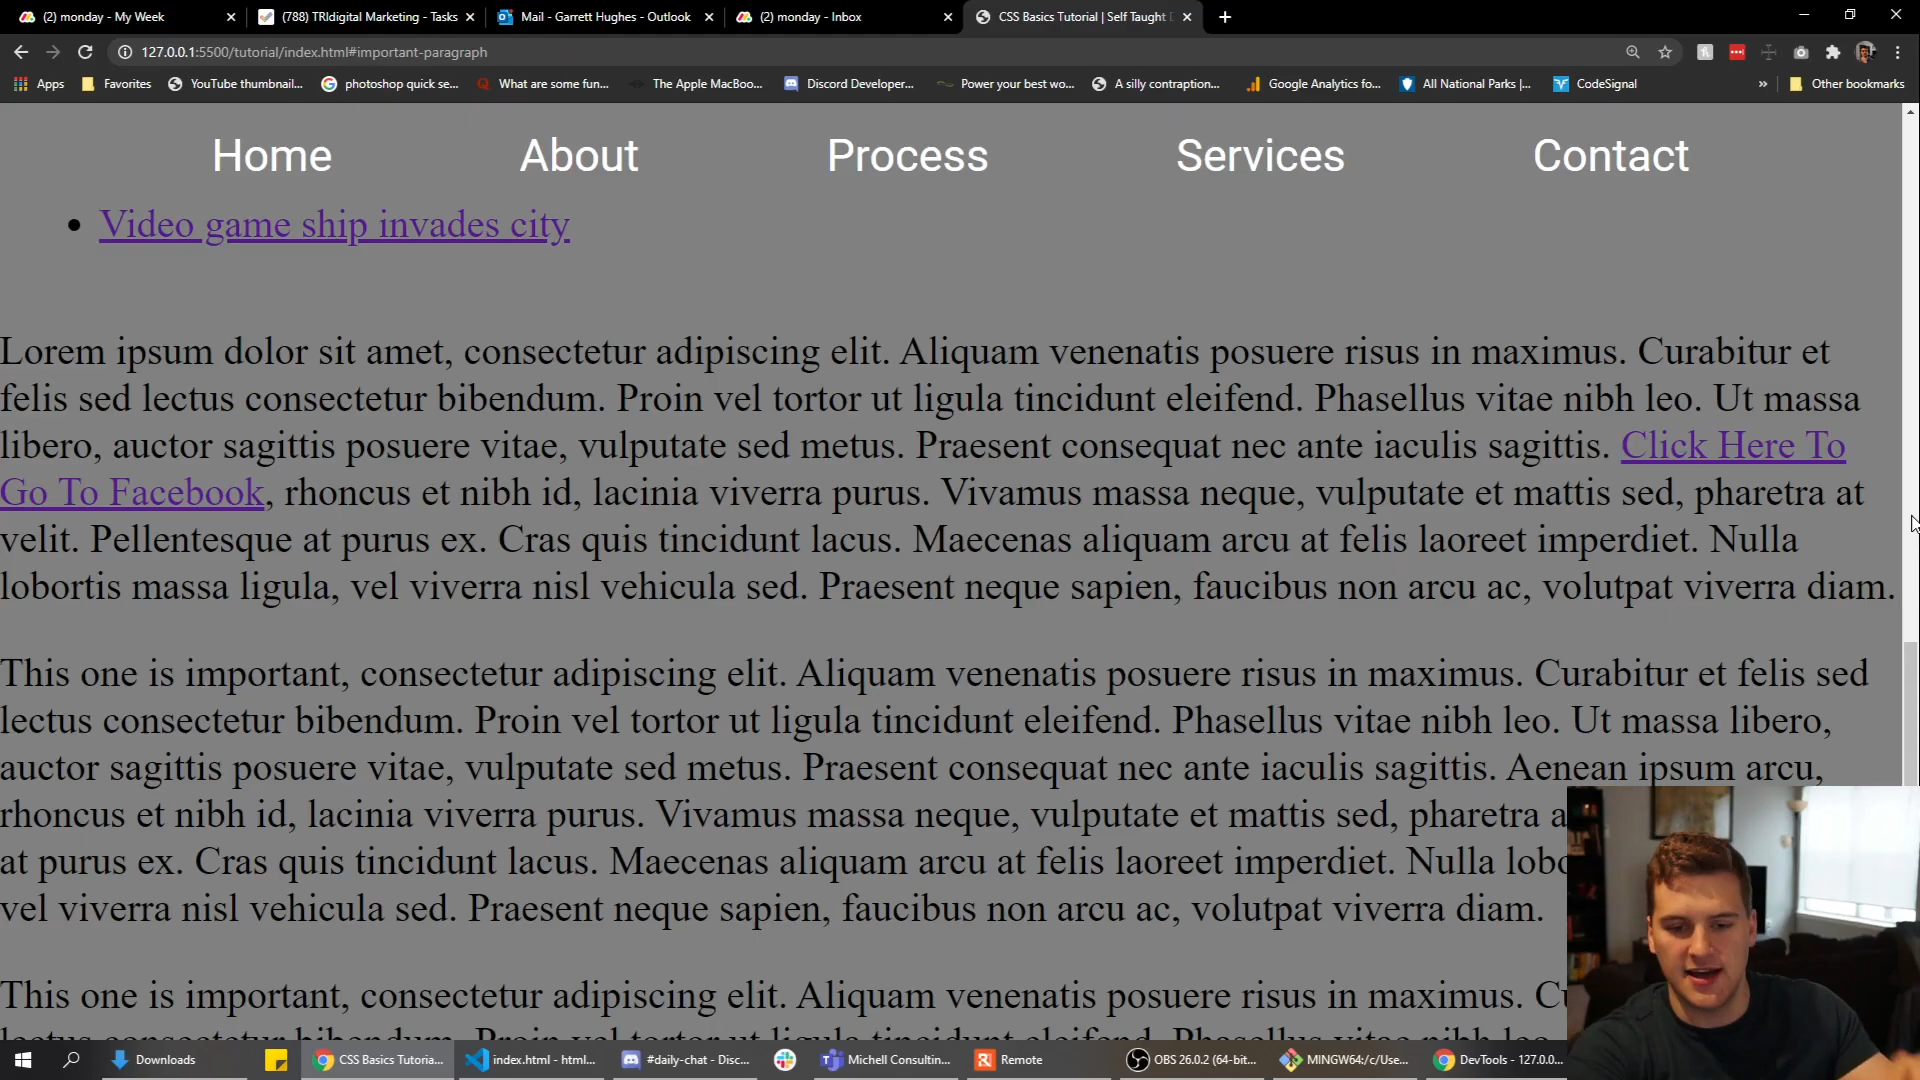 (2) monday - My Week
(788) TRIdigital Marketing - Tasks
Mail - Garrett Hughes - Outlook
(2) monday - Inbox
CSS Basics Tutorial | Self Taught
127.0.0.1:5500/tutorial/index.html#important-paragraph
Apps
Favorites
YouTube thumbnail...
photoshop quick se...
What are some fun...
The Apple MacBoo...
Discord Developer...
Power your best wo...
A silly contraption...
Google Analytics fo...
All National Parks |...
CodeSignal
»
Other bookmarks
Home
About
Process
Services
Contact
• Video game ship invades city
Lorem ipsum dolor sit amet, consectetur adipiscing elit. Aliquam venenatis posuere risus in maximus. Curabitur et
felis sed lectus consectetur bibendum. Proin vel tortor ut ligula tincidunt eleifend. Phasellus vitae nibh leo. Ut massa
libero, auctor sagittis posuere vitae, vulputate sed metus. Praesent consequat nec ante iaculis sagittis. Click Here To
Go To Facebook, rhoncus et nibh id, lacinia viverra purus. Vivamus massa neque, vulputate et mattis sed, pharetra at
velit. Pellentesque at purus ex. Cras quis tincidunt lacus. Maecenas aliquam arcu at felis laoreet imperdiet. Nulla
lobortis massa ligula, vel viverra nisl vehicula sed. Praesent neque sapien, faucibus non arcu ac, volutpat viverra diam.
This one is important, consectetur adipiscing elit. Aliquam venenatis posuere risus in maximus. Curabitur et felis sed
lectus consectetur bibendum. Proin vel tortor ut ligula tincidunt eleifend. Phasellus vitae nibh leo. Ut massa libero,
auctor sagittis posuere vitae, vulputate sed metus. Praesent consequat nec ante iaculis sagittis. Aenean ipsum arcu,
rhoncus et nibh id, lacinia viverra purus. Vivamus massa neque, vulputate et mattis sed, pharetra a
at purus ex. Cras quis tincidunt lacus. Maecenas aliquam arcu at felis laoreet imperdiet. Nulla lobo
vel viverra nisl vehicula sed. Praesent neque sapien, faucibus non arcu ac, volutpat viverra diam.
This one is important, consectetur adipiscing elit. Aliquam venenatis posuere risus in maximus. Cu
lectus consectetur bibendum. Proin vel tortor ut ligula tincidunt eleifend. Phasellus vitae nibh leo
Downloads
CSS Basics Tutoria...
index.html - html...
#daily-chat - Disc...
Michell Consultin...
Remote
OBS 26.0.2 (64-bit...
MINGW64:/c/Use...
DevTools - 127.0.0...